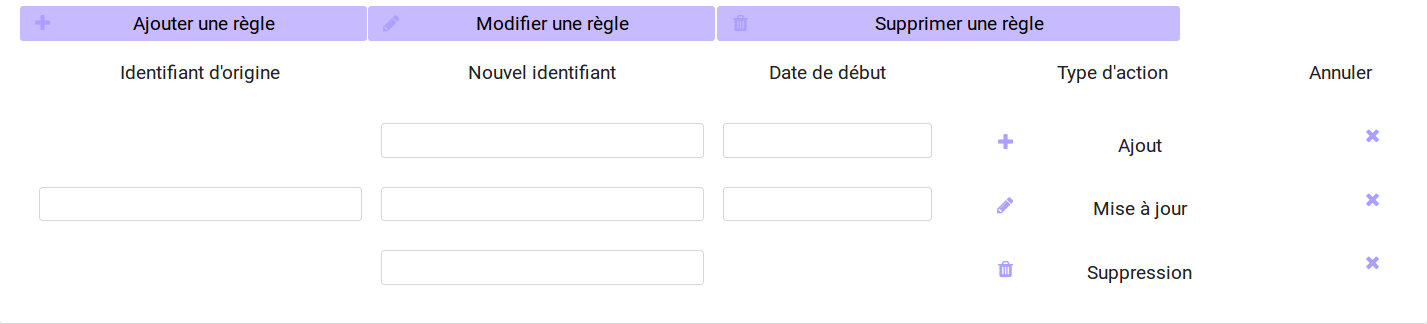 Ajouter une règle
Modifier une règle
Supprimer une règle
Identifiant d'origine
Nouvel identifiant
Date de début
Type d'action
Annuler
Ajout
Mise à jour
Suppression